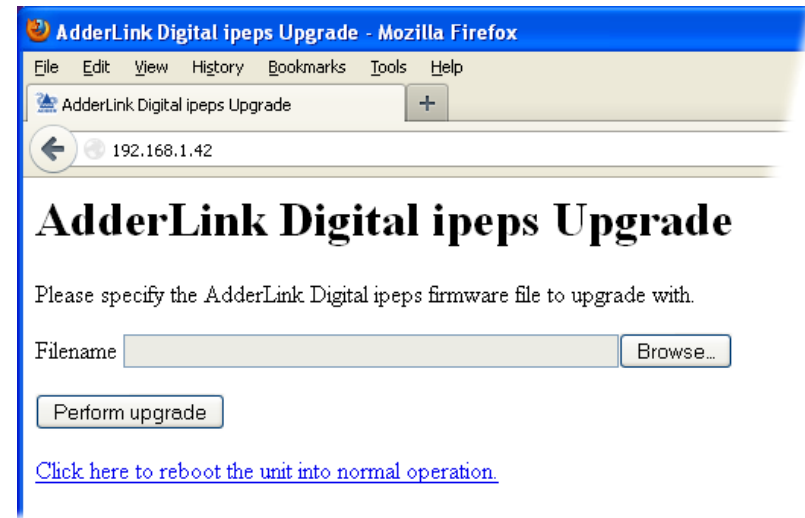 AdderLink Digital ipeps Upgrade - Mozilla Firefox
File Edit View History Bookmarks Tools Help
AdderLink Digital ipeps Upgrade +
192.168.1.42
AdderLink Digital ipeps Upgrade
Please specify the AdderLink Digital ipeps firmware file to upgrade with.
Filename Browse...
Perform upgrade
Click here to reboot the unit into normal operation.